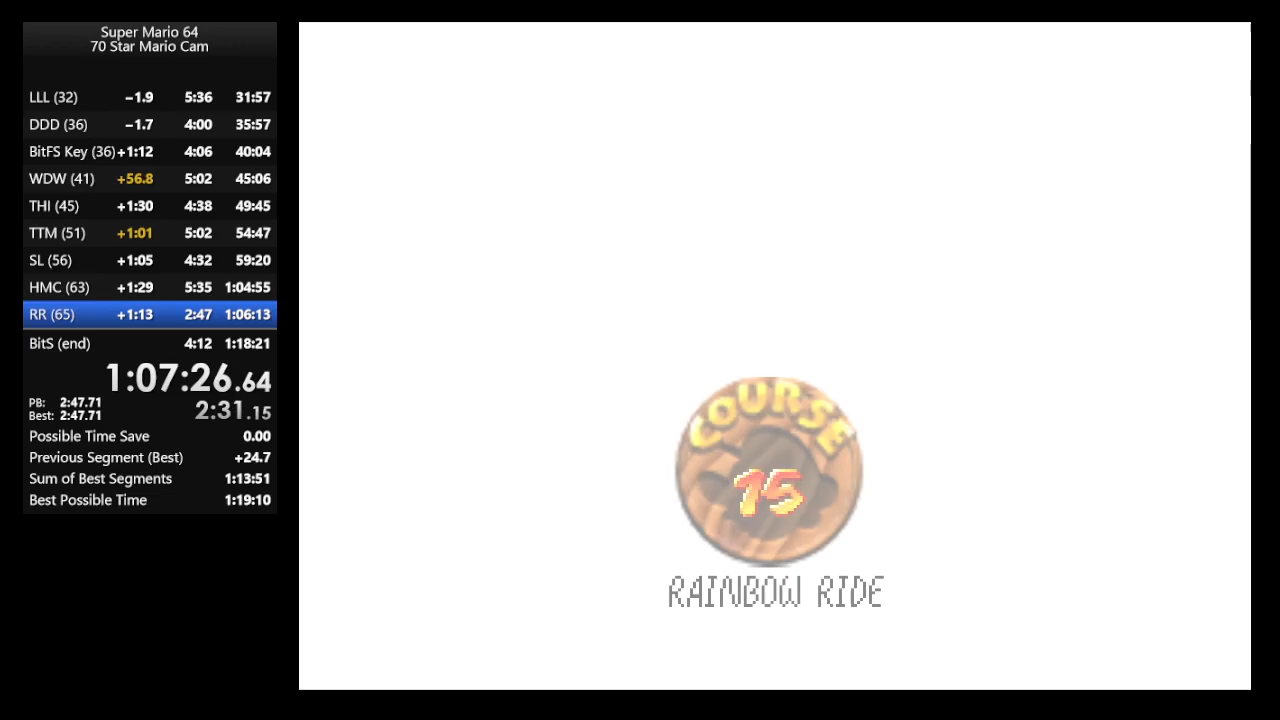 Super Mario 64
70 Star Mario Cam
LLL (32) −1.9 5:36 31:57
DDD (36) −1.7 4:00 35:57
BitFS Key (36) +1:12 4:06 40:04
WDW (41) +56.8 5:02 45:06
THI (45) +1:30 4:38 49:45
TTM (51) +1:01 5:02 54:47
SL (56) +1:05 4:32 59:20
HMC (63) +1:29 5:35 1:04:55
RR (65) +1:13 2:47 1:06:13
BitS (end) 4:12 1:18:21
1:07:26.64
PB: 2:47.71
Best: 2:47.71
2:31.15
Possible Time Save 0.00
Previous Segment (Best) +24.7
Sum of Best Segments 1:13:51
Best Possible Time 1:19:10
COURSE
15
RAINBOW RIDE